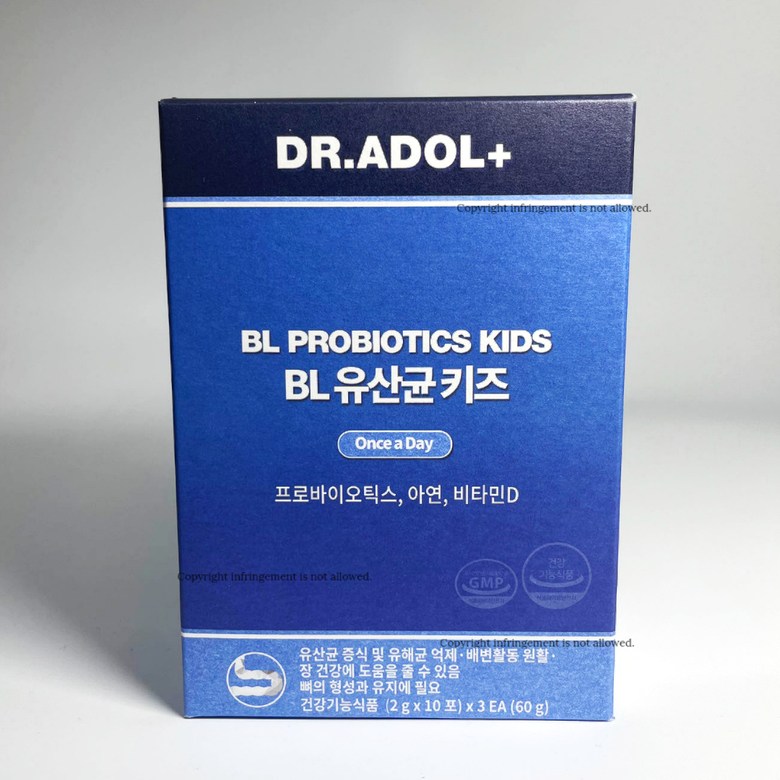 DR.ADOL+
Copyright infringement is not allowed.
BL PROBIOTICS KIDS
BL 유산균 키즈
Once a Day
프로바이오틱스, 아연, 비타민D
건강
기능식품
GMP
Copyright infringement is not allowed.
Copyright infringement is not allowed.
유산균 증식 및 유해균 억제·배변활동 원활·
장 건강에 도움을 줄 수 있음
뼈의 형성과 유지에 필요
건강기능식품 (2 g x 10 포) x 3 EA (60 g)